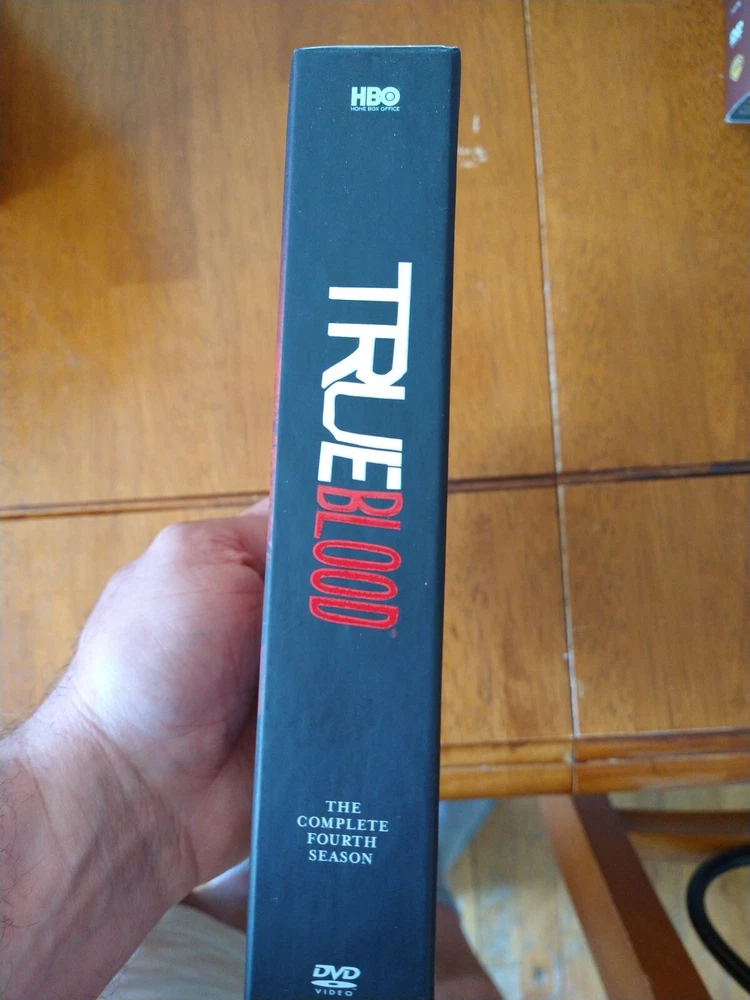 HBO
HOME BOX OFFICE
TRUE BLOOD
THE
COMPLETE
FOURTH
SEASON
DVD
VIDEO